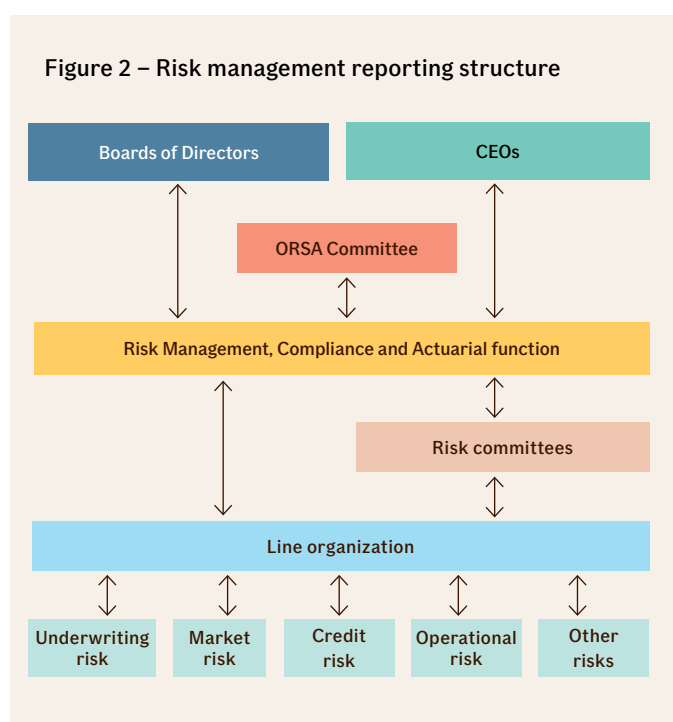 Figure 2 – Risk management reporting structure
Boards of Directors
CEOs
ORSA Committee
Risk Management, Compliance and Actuarial function
Risk committees
Line organization
Underwriting
risk
Market
risk
Credit
risk
Operational
risk
Other
risks